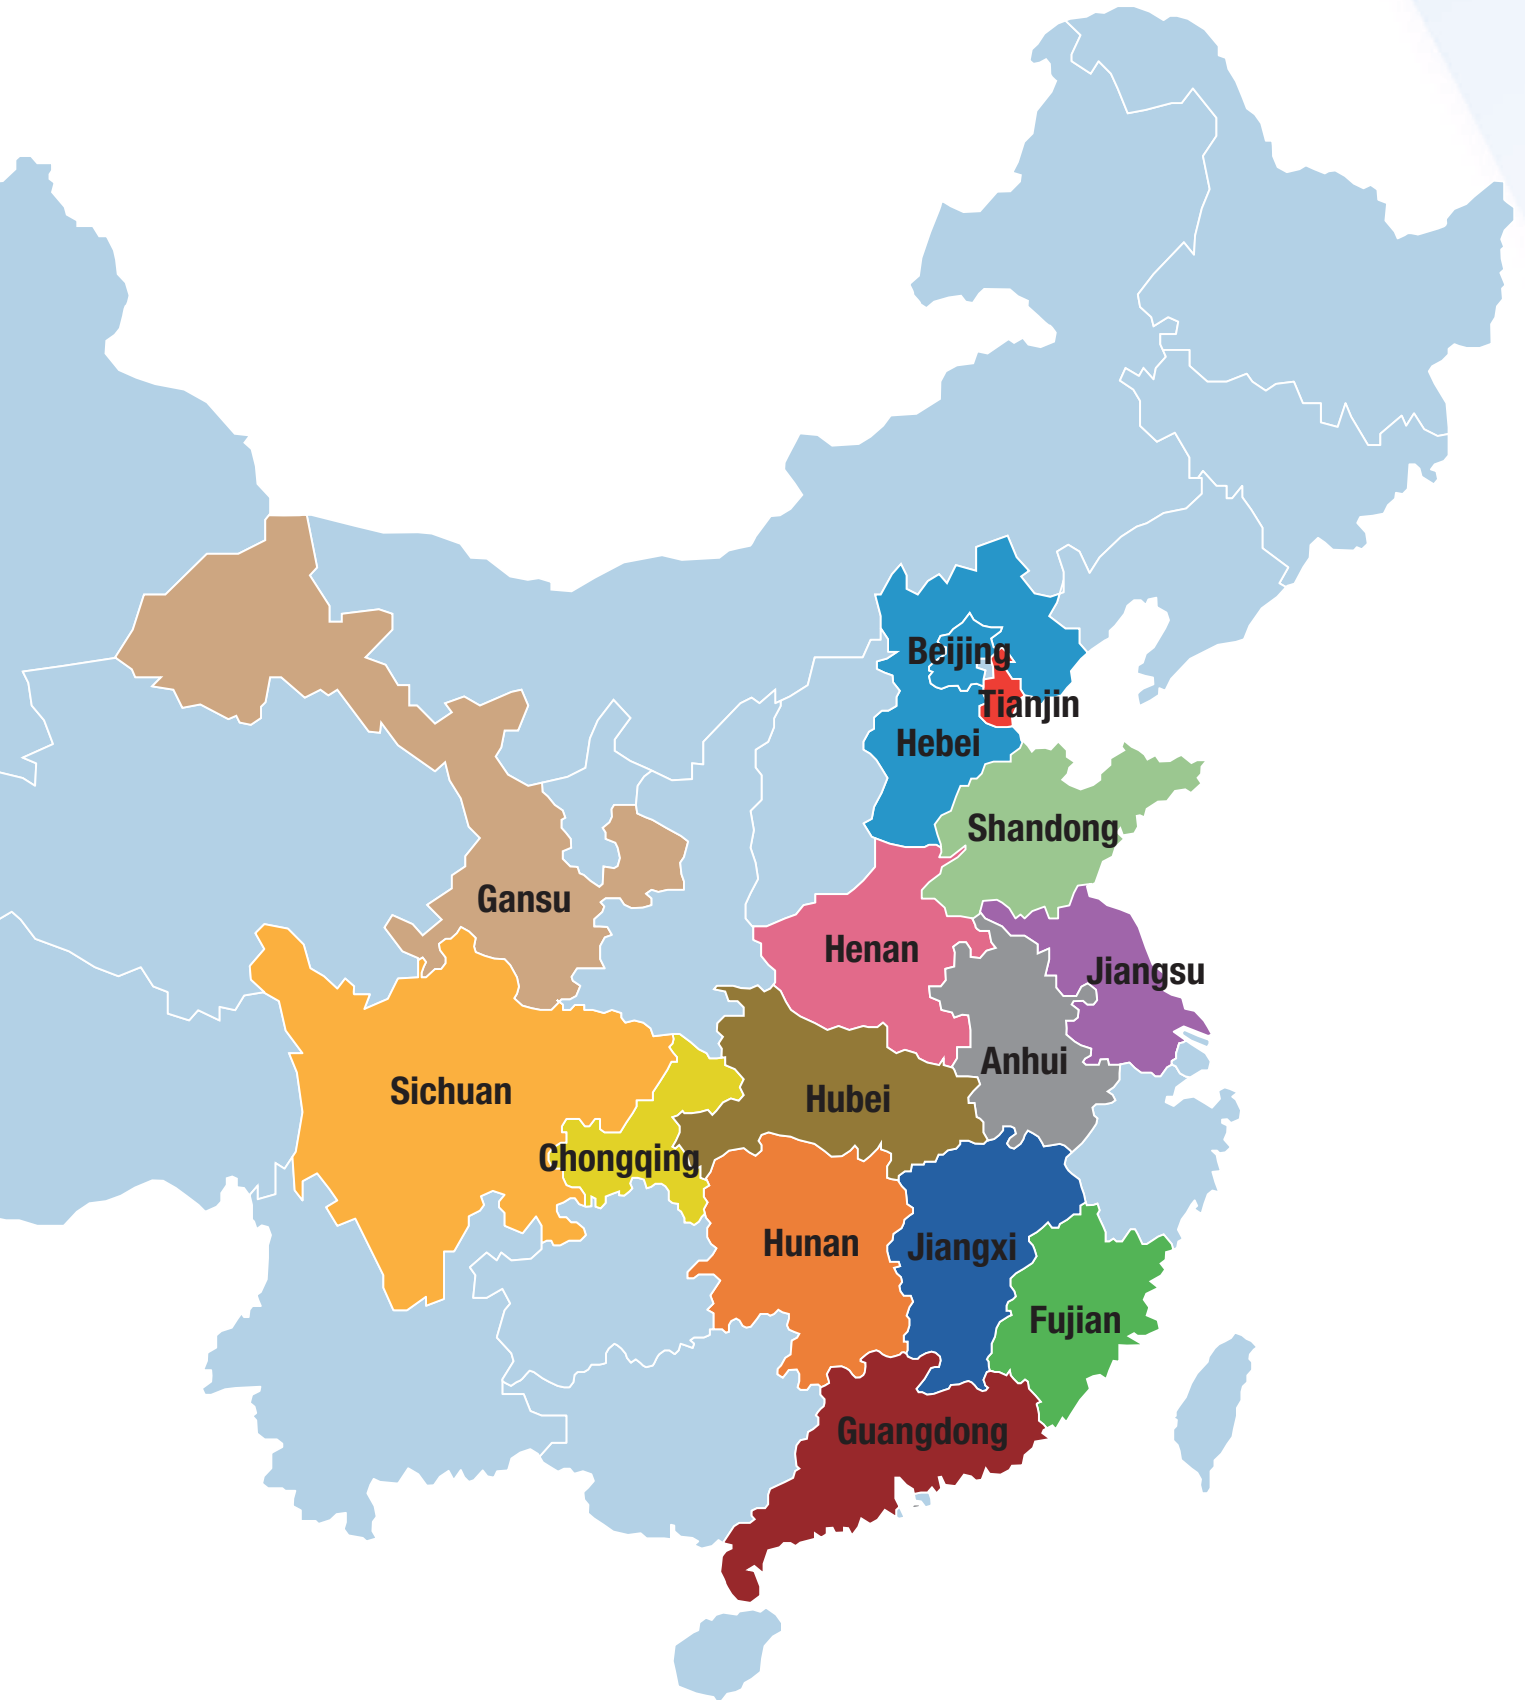 Beijing
Tianjin
Hebei
Shandong
Gansu
Henan
Jiangsu
Anhui
Sichuan
Hubei
Chongqing
Hunan
Jiangxi
Fujian
Guangdong